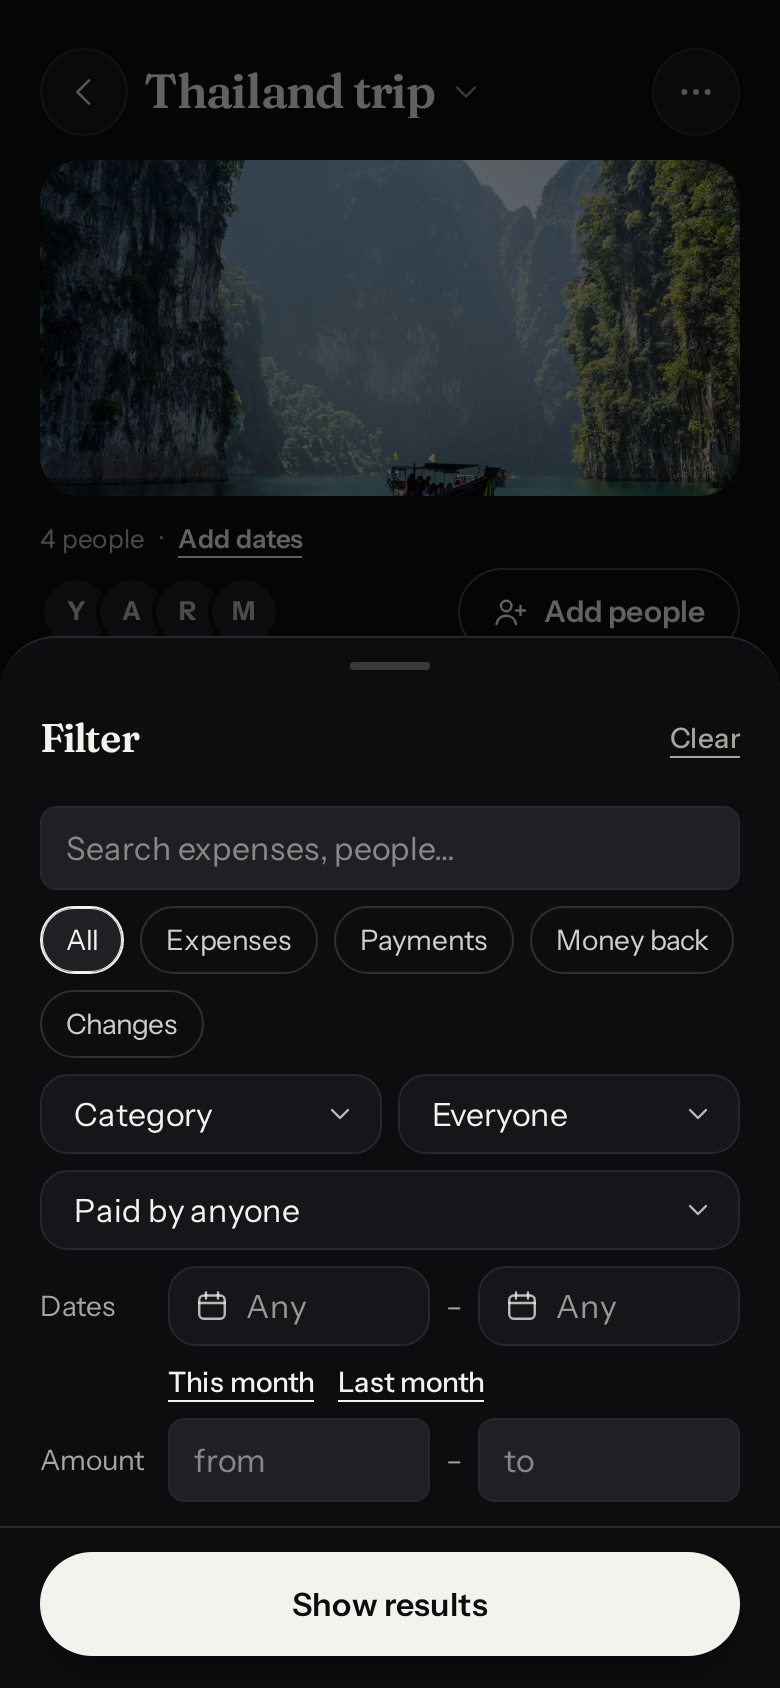 Thailand trip
4 people · Add dates
Y A R M
Add people
Filter
Clear
Search expenses, people...
All Expenses Payments Money back
Changes
Category Everyone
Paid by anyone
Dates Any – Any
This month Last month
Amount from – to
Show results